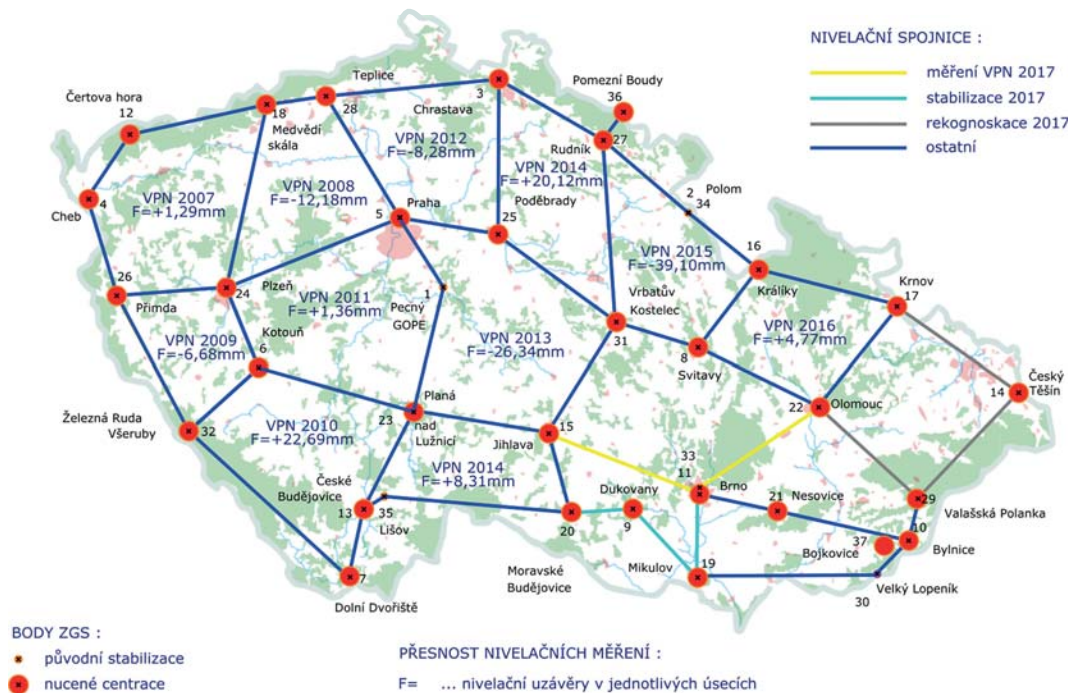 NIVELAČNÍ SPOJNICE :
měření VPN 2017
stabilizace 2017
rekognoskace 2017
ostatní
Teplice
28
3
Chrastava
Pomezní Boudy
36
Čertova hora
12
18
Medvědí
skála
VPN 2012
F=-8,28mm
Rudník
27
VPN 2014
F=+20,12mm
4
Cheb
VPN 2007
F=+1,29mm
VPN 2008
F=-12,18mm
5
Praha
Poděbrady
25
2
34
Polom
VPN 2015
F=-39,10mm
16
Králíky
Krnov
17
26
Přimda
24
Plzeň
VPN 2011
F=+1,36mm
1
Pecný
GOPE
Vrbatův
Kostelec
31
VPN 2016
F=+4,77mm
VPN 2009
F=-6,68mm
Kotouň
6
VPN 2013
F=-26,34mm
8
Svitavy
Český
Těšín
14
Železná Ruda
Všeruby
32
Planá
nad
Lužnicí
23
22
Olomouc
VPN 2010
F=+22,69mm
Jihlava
15
VPN 2014
F=+8,31mm
33
11
Brno
České
Budějovice
13
35
Lišov
Dukovany
9
20
21
Nesovice
29
Valašská Polanka
10
Bylnice
37
Bojkovice
7
Dolní Dvořiště
Moravské
Budějovice
Mikulov
19
Velký Lopeník
30
BODY ZGS :
původní stabilizace
nucené centrace
PŘESNOST NIVELAČNÍCH MĚŘENÍ :
F= ... nivelační uzávěry v jednotlivých úsecích